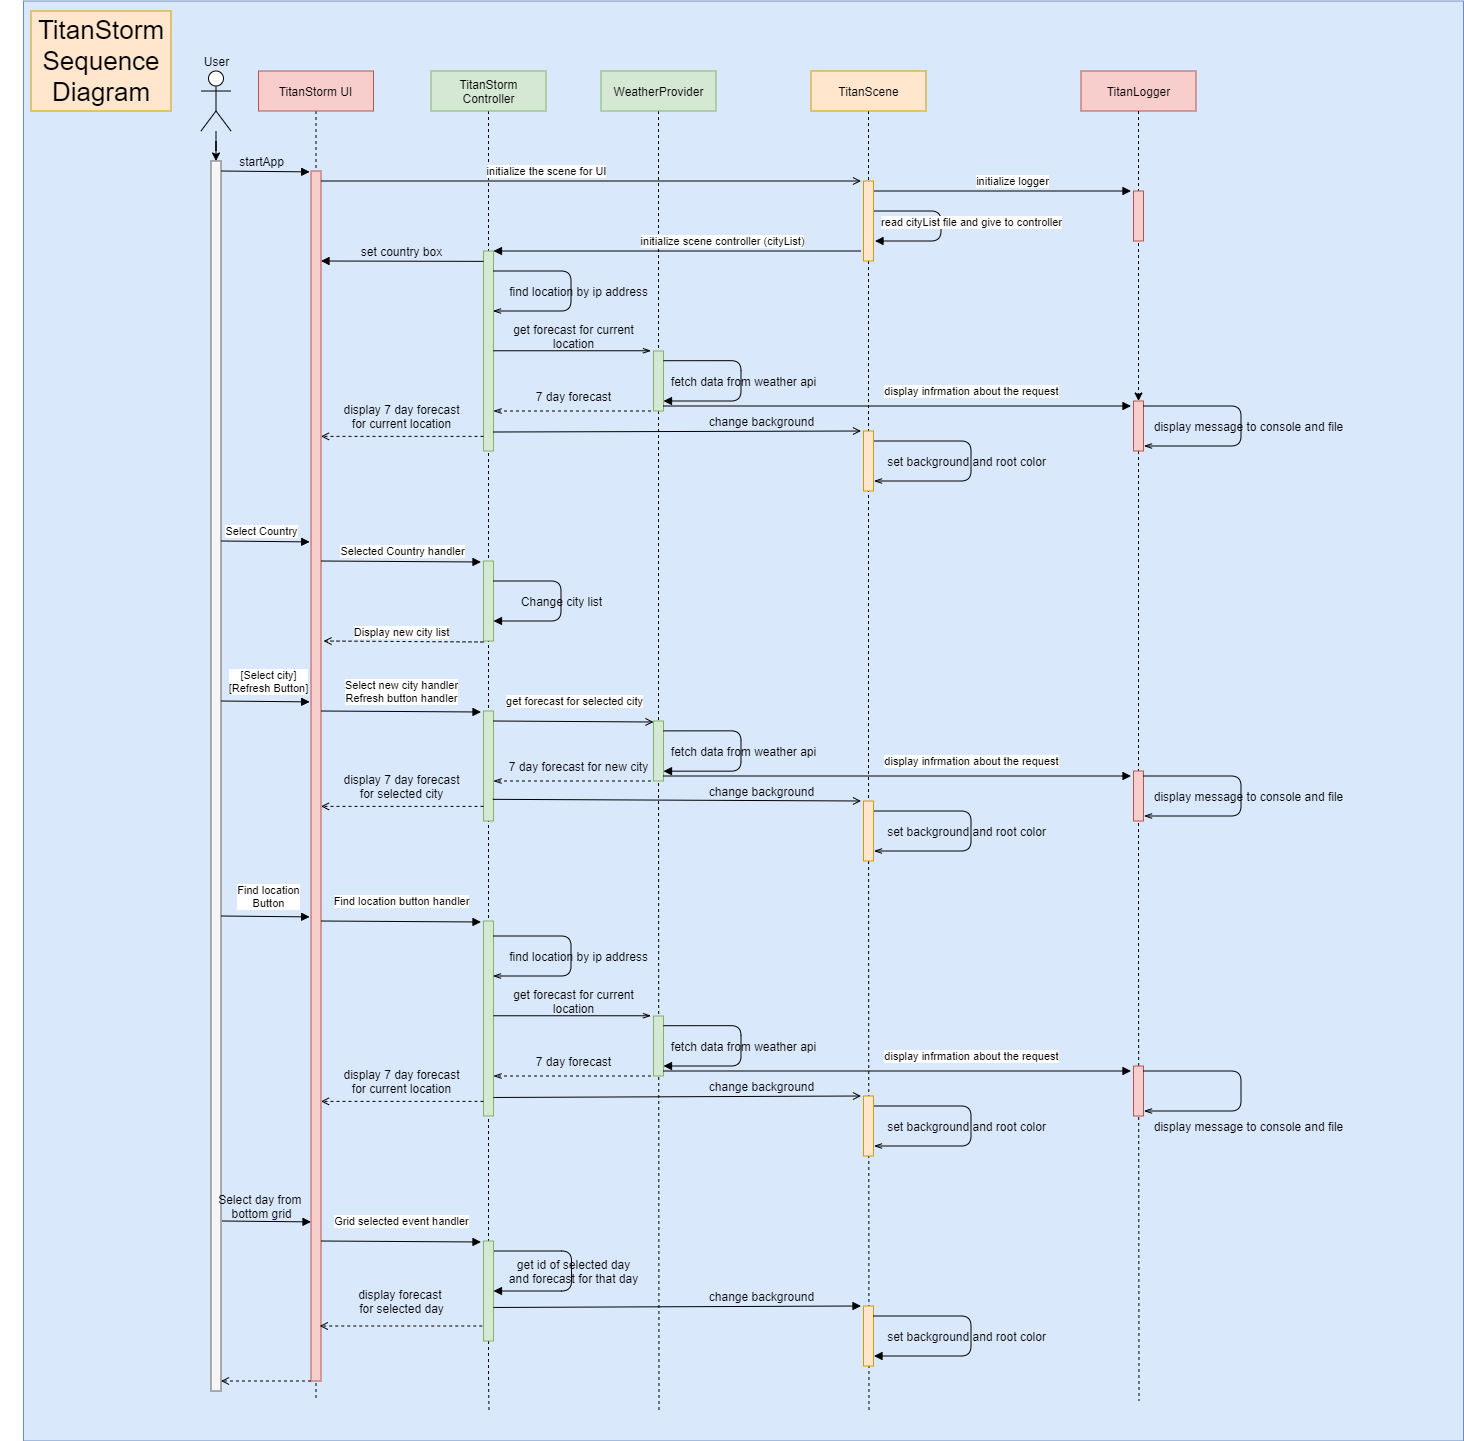 TitanStorm
Sequence
Diagram
User
TitanStorm UI
TitanStorm
Controller
WeatherProvider
TitanScene
TitanLogger
startApp
initialize the scene for UI
initialize logger
read cityList file and give to controller
initialize scene controller (cityList)
set country box
find location by ip address
get forecast for current
location
fetch data from weather api
display infrmation about the request
7 day forecast
display 7 day forecast
for current location
change background
display message to console and file
set background and root color
Select Country
Selected Country handler
Change city list
Display new city list
[Select city]
[Refresh Button]
Select new city handler
Refresh button handler
get forecast for selected city
fetch data from weather api
display infrmation about the request
7 day forecast for new city
display 7 day forecast
for selected city
change background
display message to console and file
set background and root color
Find location
Button
Find location button handler
find location by ip address
get forecast for current
location
fetch data from weather api
display infrmation about the request
7 day forecast
display 7 day forecast
for current location
change background
set background and root color
display message to console and file
Select day from
bottom grid
Grid selected event handler
get id of selected day
and forecast for that day
display forecast
for selected day
change background
set background and root color